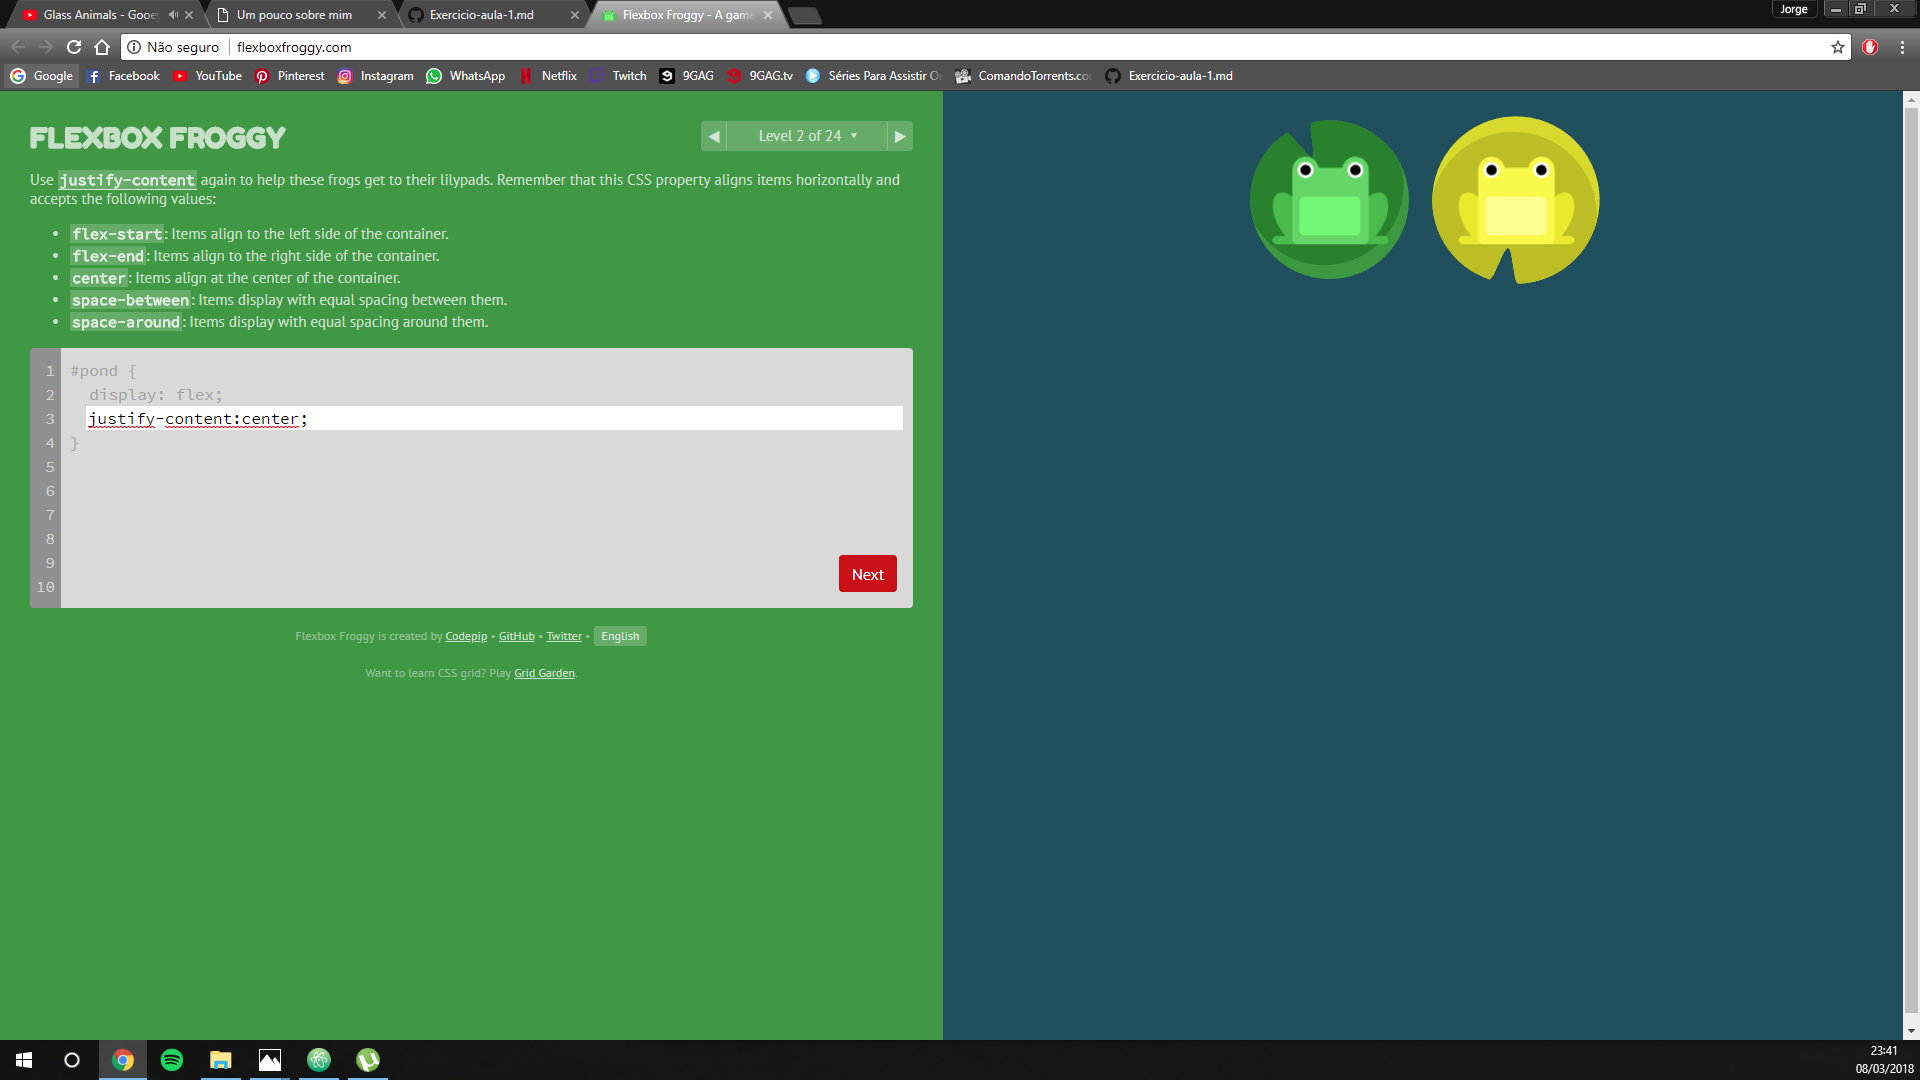 Glass Animals - Gooe
Um pouco sobre mim
Exercicio-aula-1.md
Flexbox Froggy - A game
Jorge
Não seguro
flexboxfroggy.com
Google
Facebook
YouTube
Pinterest
Instagram
WhatsApp
Netflix
Twitch
9GAG
9GAG.tv
Séries Para Assistir O
ComandoTorrents.co
Exercicio-aula-1.md
FLEXBOX FROGGY
Level 2 of 24
Use justify-content again to help these frogs get to their lilypads. Remember that this CSS property aligns items horizontally and
accepts the following values:
• flex-start: Items align to the left side of the container.
• flex-end: Items align to the right side of the container.
• center: Items align at the center of the container.
• space-between: Items display with equal spacing between them.
• space-around: Items display with equal spacing around them.
1 #pond {
2 display: flex;
3 justify-content:center;
4 }
5
6
7
8
9
10
Next
Flexbox Froggy is created by Codepip • GitHub • Twitter • English
Want to learn CSS grid? Play Grid Garden.
23:41
08/03/2018